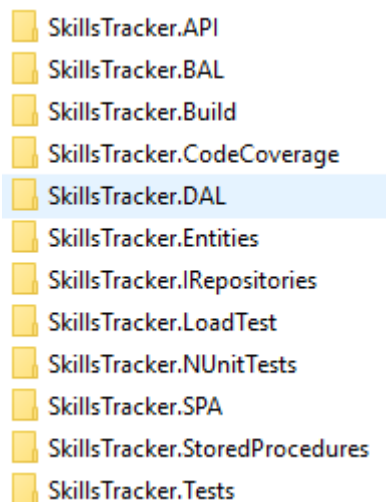 SkillsTracker.API
SkillsTracker.BAL
SkillsTracker.Build
SkillsTracker.CodeCoverage
SkillsTracker.DAL
SkillsTracker.Entities
SkillsTracker.IRepositories
SkillsTracker.LoadTest
SkillsTracker.NUnitTests
SkillsTracker.SPA
SkillsTracker.StoredProcedures
SkillsTracker.Tests